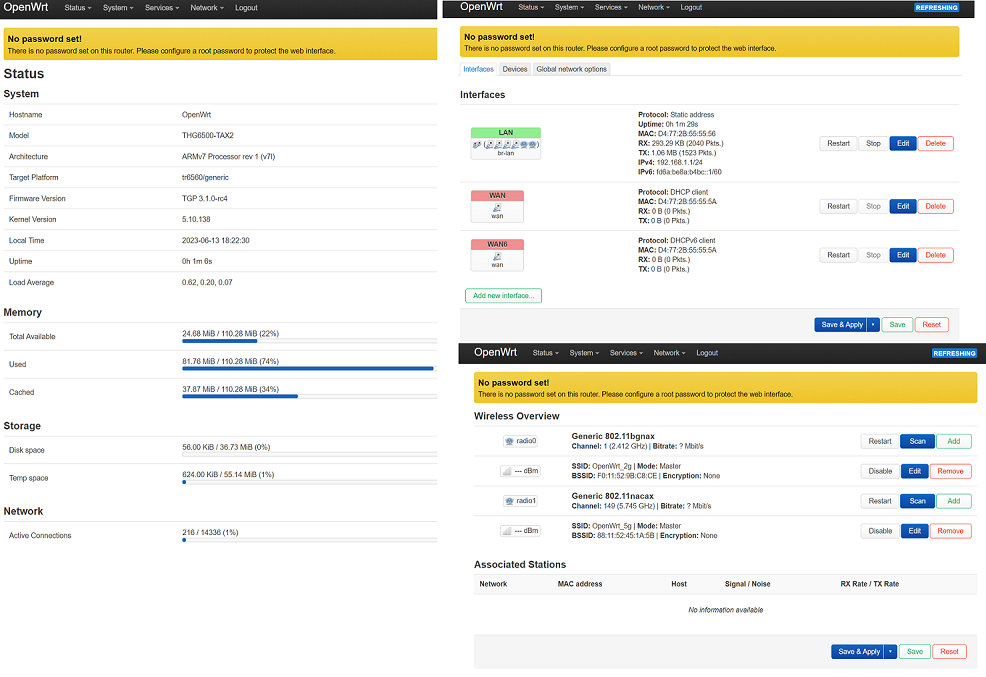 OpenWrt Status System Services Network Logout
No password set!
There is no password set on this router. Please configure a root password to protect the web interface.
Status
System
Hostname OpenWrt
Model THG6500-TAX2
Architecture ARMv7 Processor rev 1 (v7l)
Target Platform tr6560/generic
Firmware Version TGP 3.1.0-rc4
Kernel Version 5.10.138
Local Time 2023-06-13 18:22:30
Uptime 0h 1m 6s
Load Average 0.62, 0.20, 0.07
Memory
Total Available 24.68 MiB / 110.28 MiB (22%)
Used 81.76 MiB / 110.28 MiB (74%)
Cached 37.87 MiB / 110.28 MiB (34%)
Storage
Disk space 56.00 KiB / 36.73 MiB (0%)
Temp space 624.00 KiB / 55.14 MiB (1%)
Network
Active Connections 216 / 14336 (1%)
OpenWrt Status System Services Network Logout REFRESHING
No password set!
There is no password set on this router. Please configure a root password to protect the web interface.
Interfaces Devices Global network options
Interfaces
LAN
br-lan
Protocol: Static address
Uptime: 0h 1m 29s
MAC: D4:77:2B:55:55:56
RX: 293.29 KB (2040 Pkts.)
TX: 1.06 MB (1523 Pkts.)
IPv4: 192.168.1.1/24
IPv6: fd6a:be8a:b4bc::1/60
Restart Stop Edit Delete
WAN
wan
Protocol: DHCP client
MAC: D4:77:2B:55:55:5A
RX: 0 B (0 Pkts.)
TX: 0 B (0 Pkts.)
Restart Stop Edit Delete
WAN6
wan
Protocol: DHCPv6 client
MAC: D4:77:2B:55:55:5A
RX: 0 B (0 Pkts.)
TX: 0 B (0 Pkts.)
Restart Stop Edit Delete
Add new interface...
Save & Apply Save Reset
OpenWrt Status System Services Network Logout REFRESHING
No password set!
There is no password set on this router. Please configure a root password to protect the web interface.
Wireless Overview
radio0
Generic 802.11bgnax
Channel: 1 (2.412 GHz) | Bitrate: ? Mbit/s
Restart Scan Add
--- dBm
SSID: OpenWrt_2g | Mode: Master
BSSID: F0:11:52:9B:C8:CE | Encryption: None
Disable Edit Remove
radio1
Generic 802.11nacax
Channel: 149 (5.745 GHz) | Bitrate: ? Mbit/s
Restart Scan Add
--- dBm
SSID: OpenWrt_5g | Mode: Master
BSSID: 88:11:52:45:1A:5B | Encryption: None
Disable Edit Remove
Associated Stations
Network MAC address Host Signal / Noise RX Rate / TX Rate
No information available
Save & Apply Save Reset